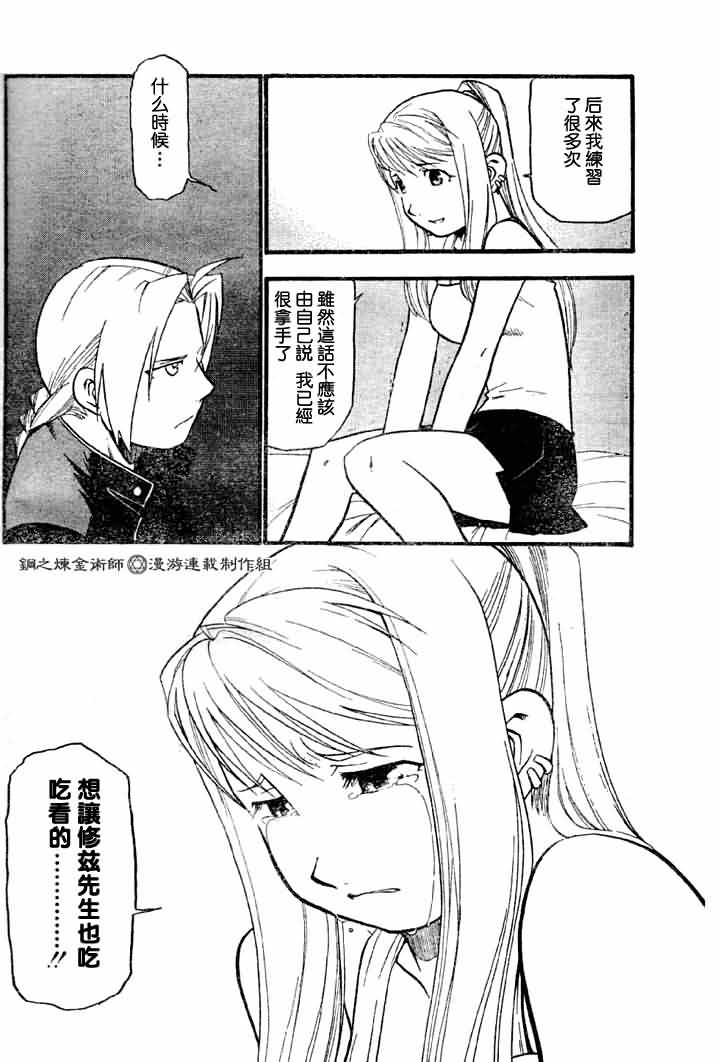 后來我練習
了很多次
雖然這話不應該
由自己說 我已經
很拿手了
什么時候…
想讓修兹先生也吃
吃看的………………!!
鋼之煉金術師 漫游連載制作組